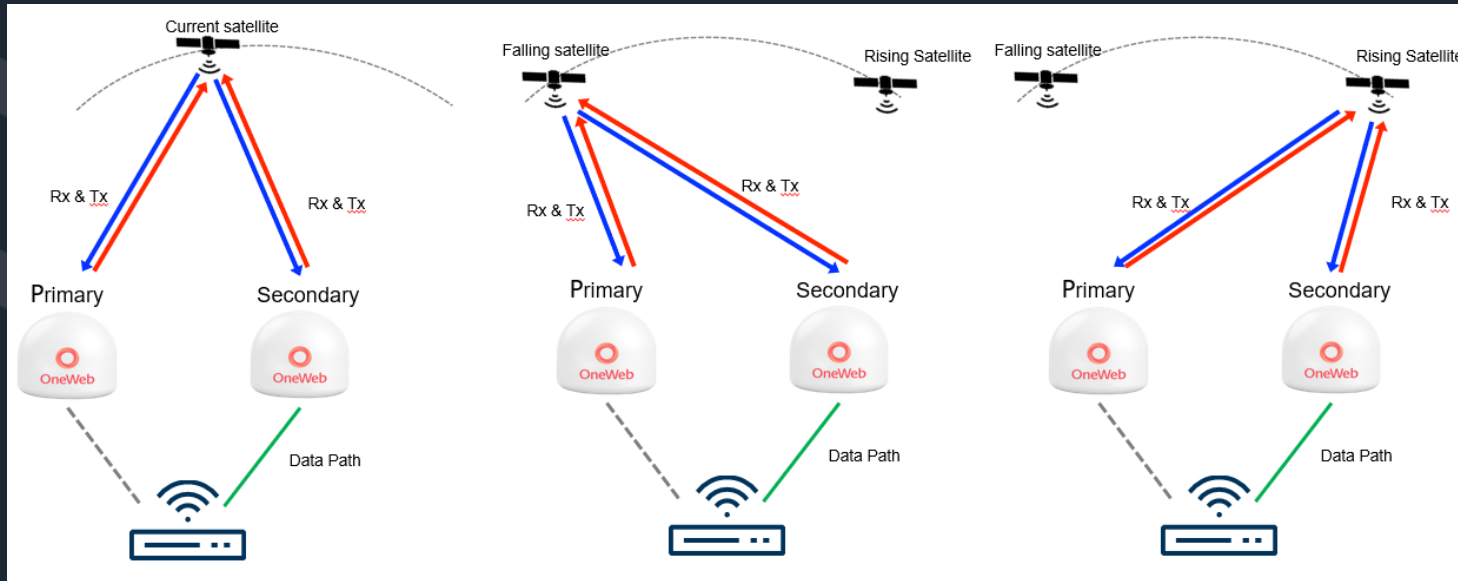 Current satellite
Rx & Tx
Rx & Tx
Primary
Secondary
OneWeb
OneWeb
Data Path
Falling satellite
Rising Satellite
Rx & Tx
Rx & Tx
Primary
Secondary
OneWeb
OneWeb
Data Path
Falling satellite
Rising Satellite
Rx & Tx
Rx & Tx
Primary
Secondary
OneWeb
OneWeb
Data Path